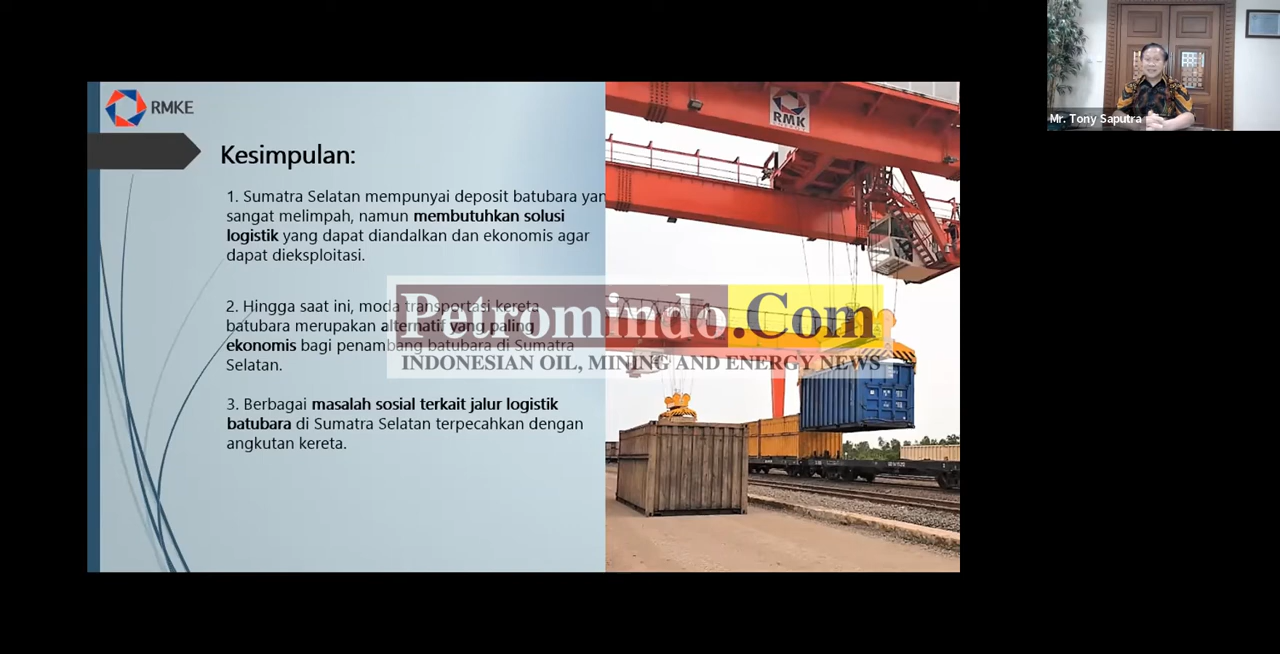 RMKE
Kesimpulan:
1. Sumatra Selatan mempunyai deposit batubara yan
sangat melimpah, namun membutuhkan solusi
logistik yang dapat diandalkan dan ekonomis agar
dapat dieksploitasi.
2. Hingga saat ini, moda transportasi kereta
batubara merupakan alternatif yang paling
ekonomis bagi penambang batubara di Sumatra
Selatan.
3. Berbagai masalah sosial terkait jalur logistik
batubara di Sumatra Selatan terpecahkan dengan
angkutan kereta.
RMK
Petromindo.Com
INDONESIAN OIL, MINING AND ENERGY NEWS
Mr. Tony Saputra